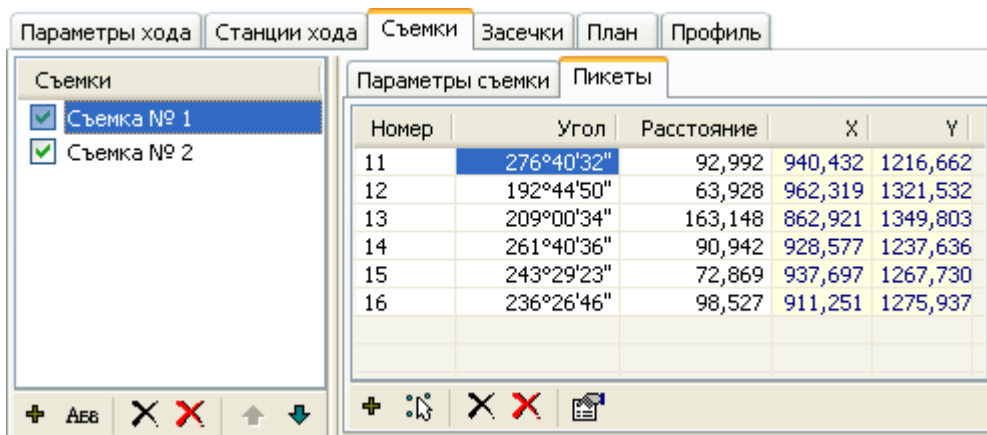 Параметры хода Станции хода Съемки Засечки План Профиль
Съемки
Съемка № 1
Съемка № 2
Параметры съемки Пикеты
Номер Угол Расстояние X Y
11 276°40'32" 92,992 940,432 1216,662
12 192°44'50" 63,928 962,319 1321,532
13 209°00'34" 163,148 862,921 1349,803
14 261°40'36" 90,942 928,577 1237,636
15 243°29'23" 72,869 937,697 1267,730
16 236°26'46" 98,527 911,251 1275,937
АБВ